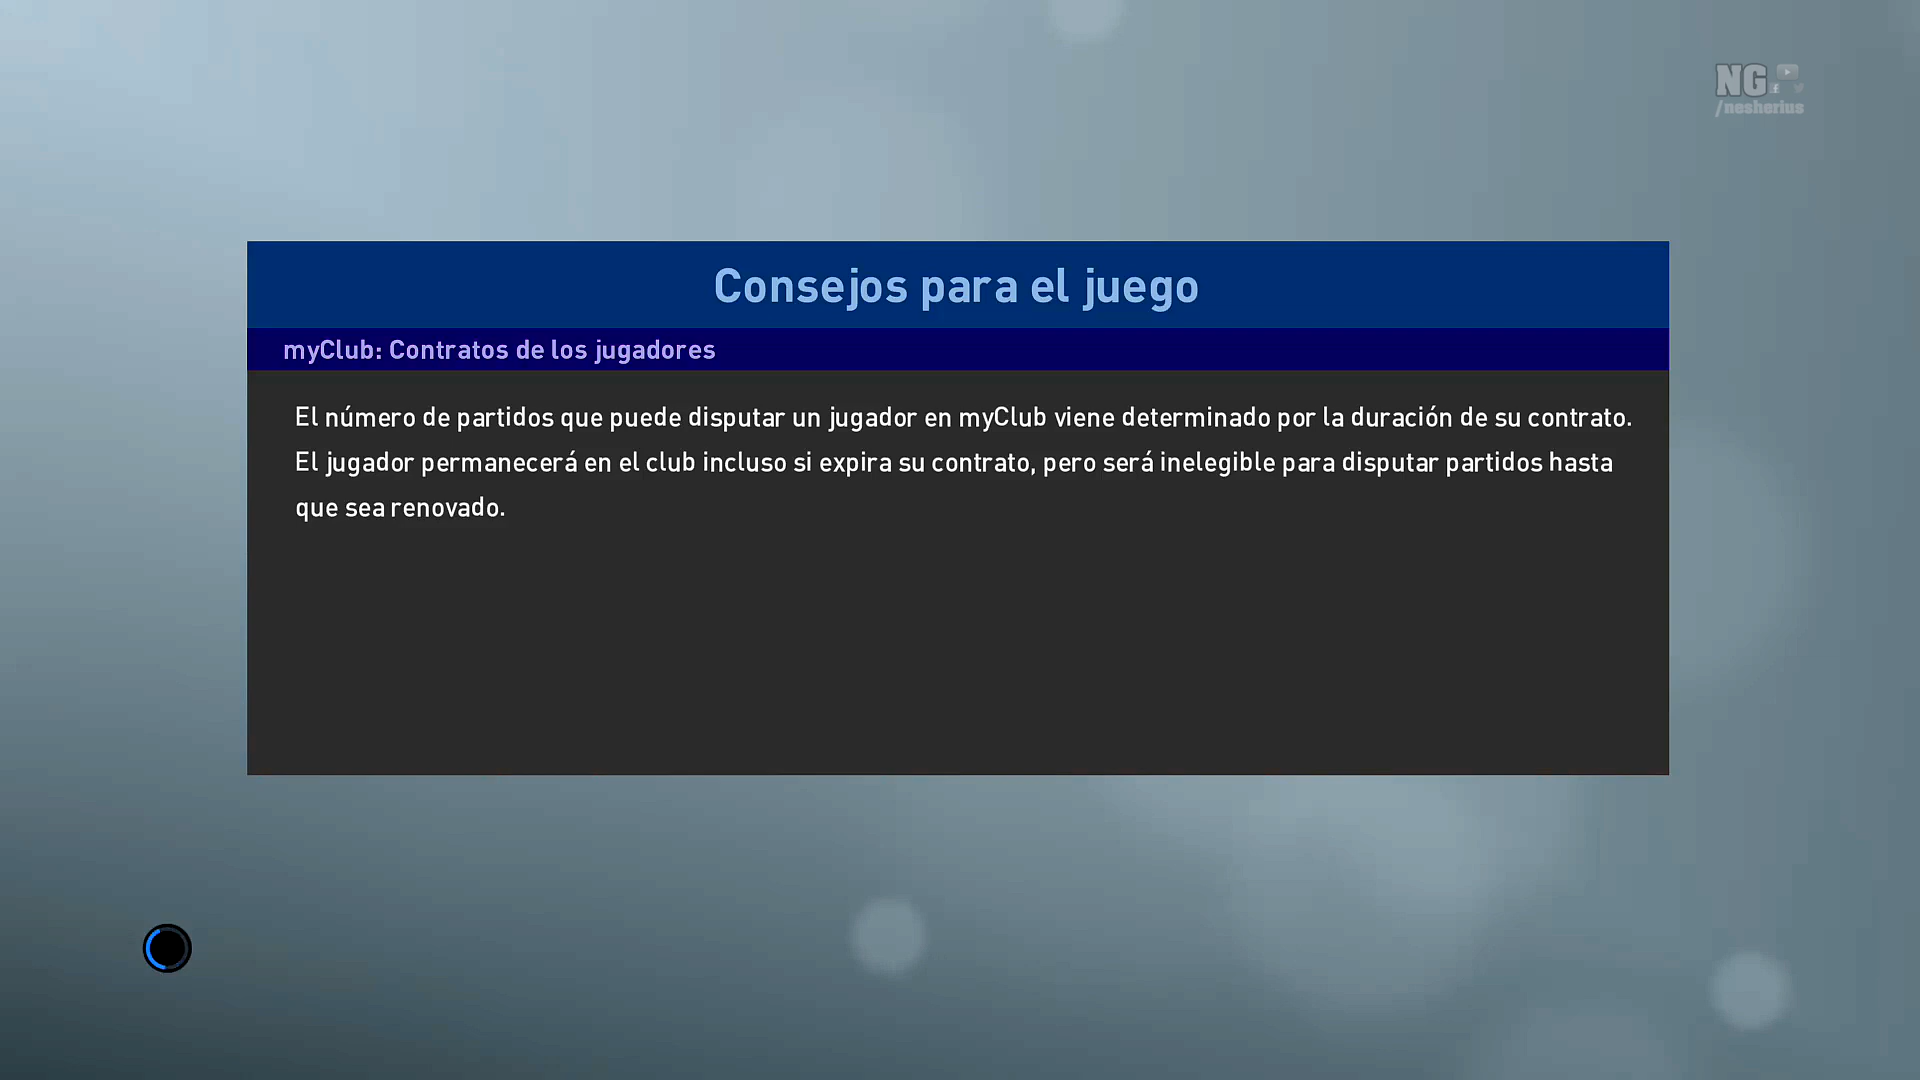 NG
/nesherius
Consejos para el juego
myClub: Contratos de los jugadores
El número de partidos que puede disputar un jugador en myClub viene determinado por la duración de su contrato.
El jugador permanecerá en el club incluso si expira su contrato, pero será inelegible para disputar partidos hasta
que sea renovado.